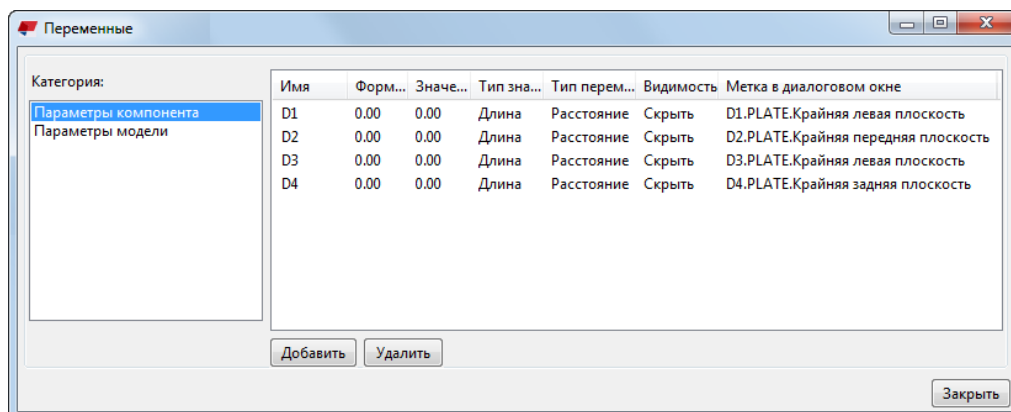 Переменные
Категория:
Параметры компонента
Параметры модели
Имя Форм... Значе... Тип зна... Тип перем... Видимость Метка в диалоговом окне
D1 0.00 0.00 Длина Расстояние Скрыть D1.PLATE.Крайняя левая плоскость
D2 0.00 0.00 Длина Расстояние Скрыть D2.PLATE.Крайняя передняя плоскость
D3 0.00 0.00 Длина Расстояние Скрыть D3.PLATE.Крайняя левая плоскость
D4 0.00 0.00 Длина Расстояние Скрыть D4.PLATE.Крайняя задняя плоскость
Добавить Удалить
Закрыть